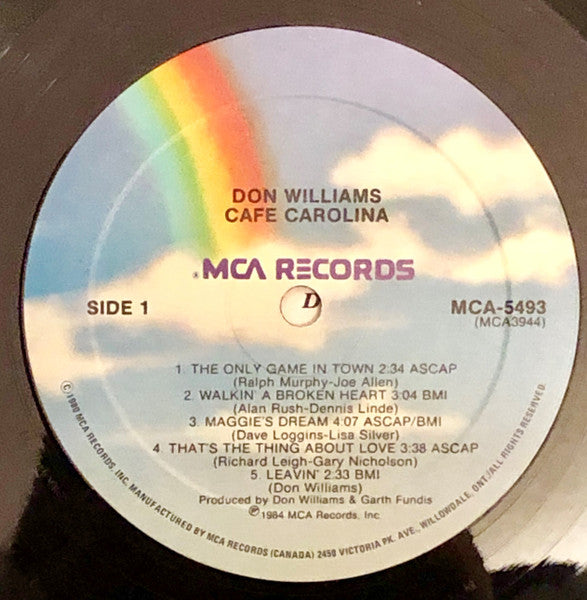 DON WILLIAMS
CAFE CAROLINA
MCA RECORDS
SIDE 1
D
MCA-5493
(MCA3944)
1. THE ONLY GAME IN TOWN 2:34 ASCAP
(Ralph Murphy-Joe Allen)
2. WALKIN' A BROKEN HEART 3:04 BMI
(Alan Rush-Dennis Linde)
3. MAGGIE'S DREAM 4:07 ASCAP/BMI
(Dave Loggins-Lisa Silver)
4. THAT'S THE THING ABOUT LOVE 3:38 ASCAP
(Richard Leigh-Gary Nicholson)
5. LEAVIN' 2:33 BMI
(Don Williams)
Produced by Don Williams & Garth Fundis
℗1984 MCA Records, Inc.
©1980 MCA RECORDS, INC. MANUFACTURED BY MCA RECORDS (CANADA) 2450 VICTORIA PK. AVE., WILLOWDALE, ONT./ALL RIGHTS RESERVED.